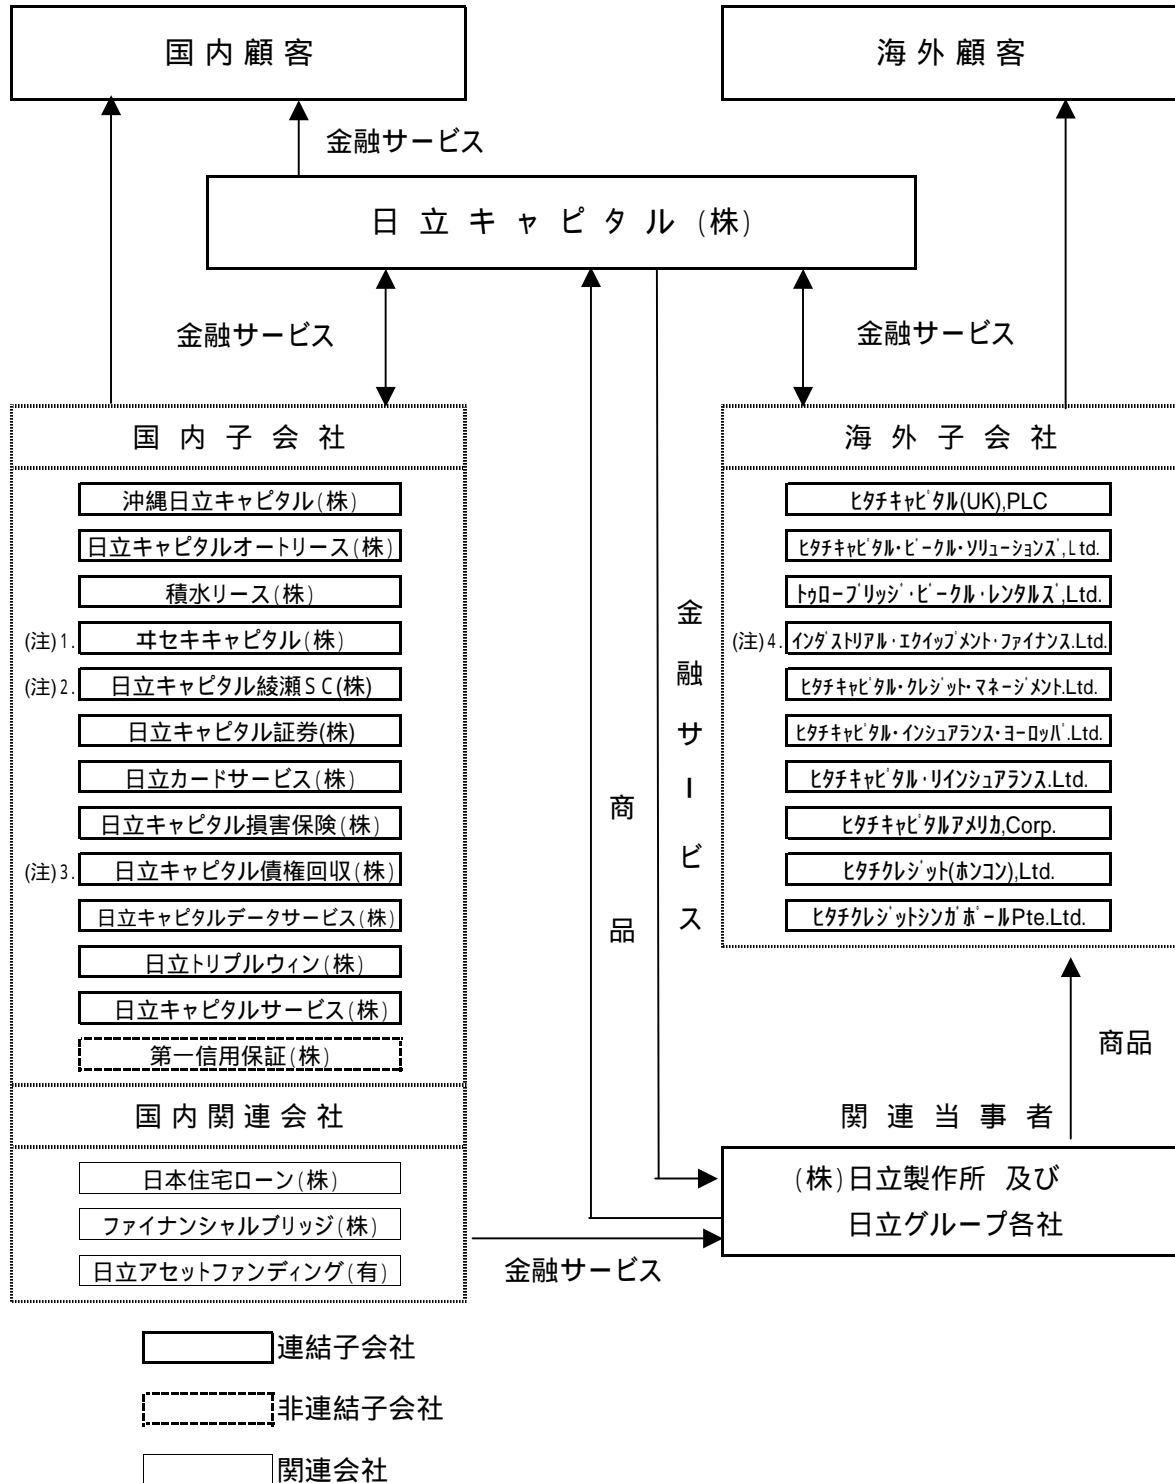 国内顧客
海外顧客
金融サービス
日立キャピタル(株)
金融サービス
金融サービス
国内子会社
沖縄日立キャピタル(株)
日立キャピタルオートリース(株)
積水リース(株)
(注)1. ヰセキキャピタル(株)
(注)2. 日立キャピタル綾瀬SC(株)
日立キャピタル証券(株)
日立カードサービス(株)
日立キャピタル損害保険(株)
(注)3. 日立キャピタル債権回収(株)
日立キャピタルデータサービス(株)
日立トリプルウィン(株)
日立キャピタルサービス(株)
第一信用保証(株)
国内関連会社
日本住宅ローン(株)
ファイナンシャルブリッジ(株)
日立アセットファンディング(有)
商品
金融サービス
海外子会社
ヒタチキャピタル(UK),PLC
ヒタチキャピタル・ビークル・ソリューションズ,Ltd.
トゥローブリッジ・ビークル・レンタルズ,Ltd.
(注)4. インダストリアル・エクイップメント・ファイナンス.Ltd.
ヒタチキャピタル・クレジット・マネージメント.Ltd.
ヒタチキャピタル・インシュアランス・ヨーロッパ.Ltd.
ヒタチキャピタル・リインシュアランス.Ltd.
ヒタチキャピタルアメリカ,Corp.
ヒタチクレジット(ホンコン),Ltd.
ヒタチクレジットシンガポールPte.Ltd.
商品
関連当事者
(株)日立製作所 及び
日立グループ各社
金融サービス
連結子会社
非連結子会社
関連会社